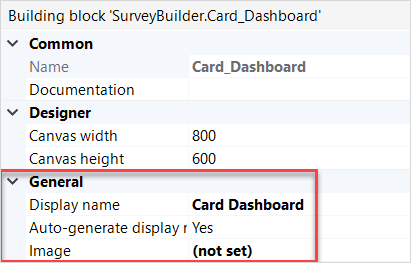 Building block 'SurveyBuilder.Card_Dashboard'
Common
Name Card_Dashboard
Documentation
Designer
Canvas width 800
Canvas height 600
General
Display name Card Dashboard
Auto-generate display Yes
Image (not set)